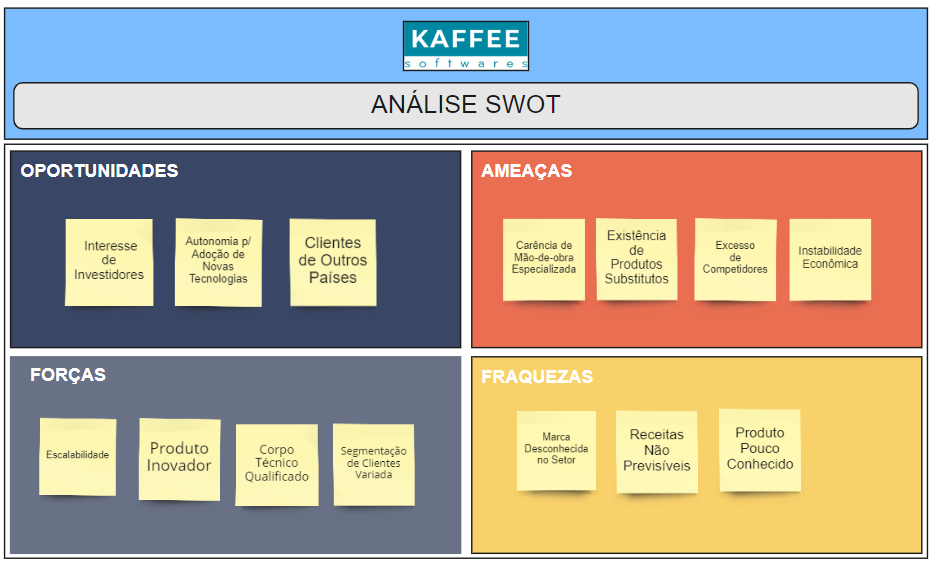 KAFFEE
softwares
ANÁLISE SWOT
OPORTUNIDADES
Interesse
de
Investidores
Autonomia p/
Adoção de
Novas
Tecnologias
Clientes
de Outros
Países
AMEAÇAS
Carência de
Mão-de-obra
Especializada
Existência
de
Produtos
Substitutos
Excesso
de
Competidores
Instabilidade
Econômica
FORÇAS
Escalabilidade
Produto
Inovador
Corpo
Técnico
Qualificado
Segmentação
de Clientes
Variada
FRAQUEZAS
Marca
Desconhecida
no Setor
Receitas
Não
Previsíveis
Produto
Pouco
Conhecido